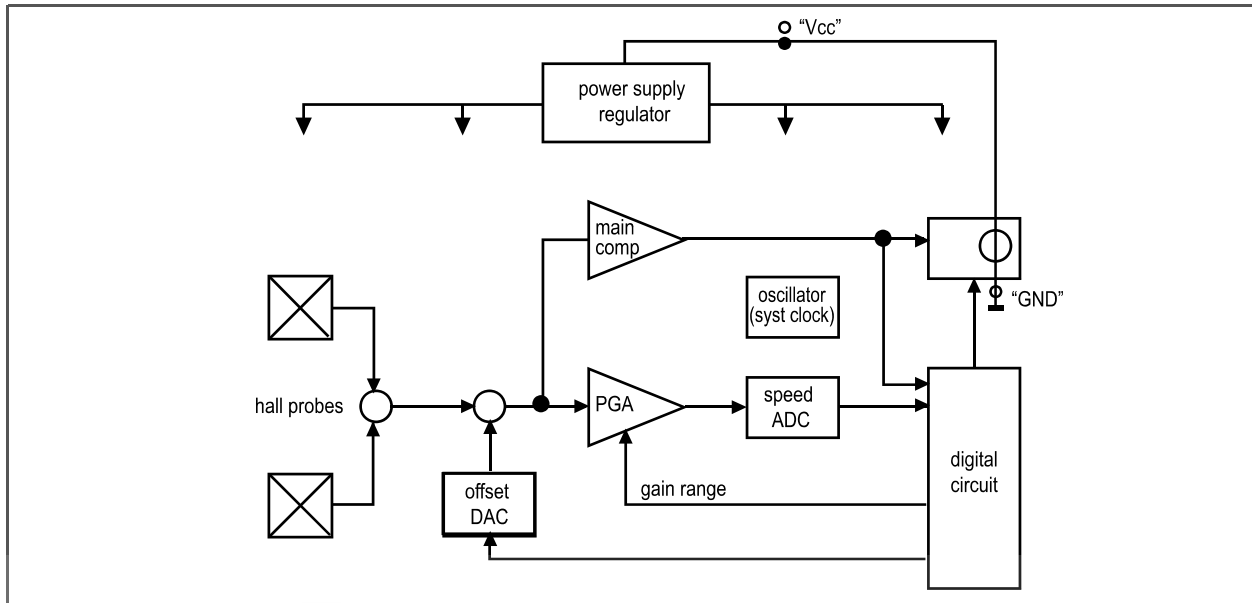 “Vcc”
power supply
regulator
main
comp
oscillator
(syst clock)
“GND”
hall probes
PGA
speed
ADC
digital
circuit
offset
DAC
gain range